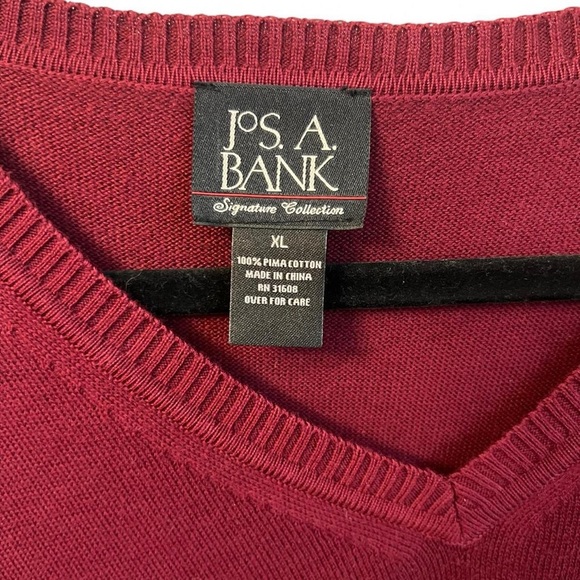 JOS. A.
BANK
Signature Collection
XL
100% PIMA COTTON
MADE IN CHINA
RN 31608
OVER FOR CARE